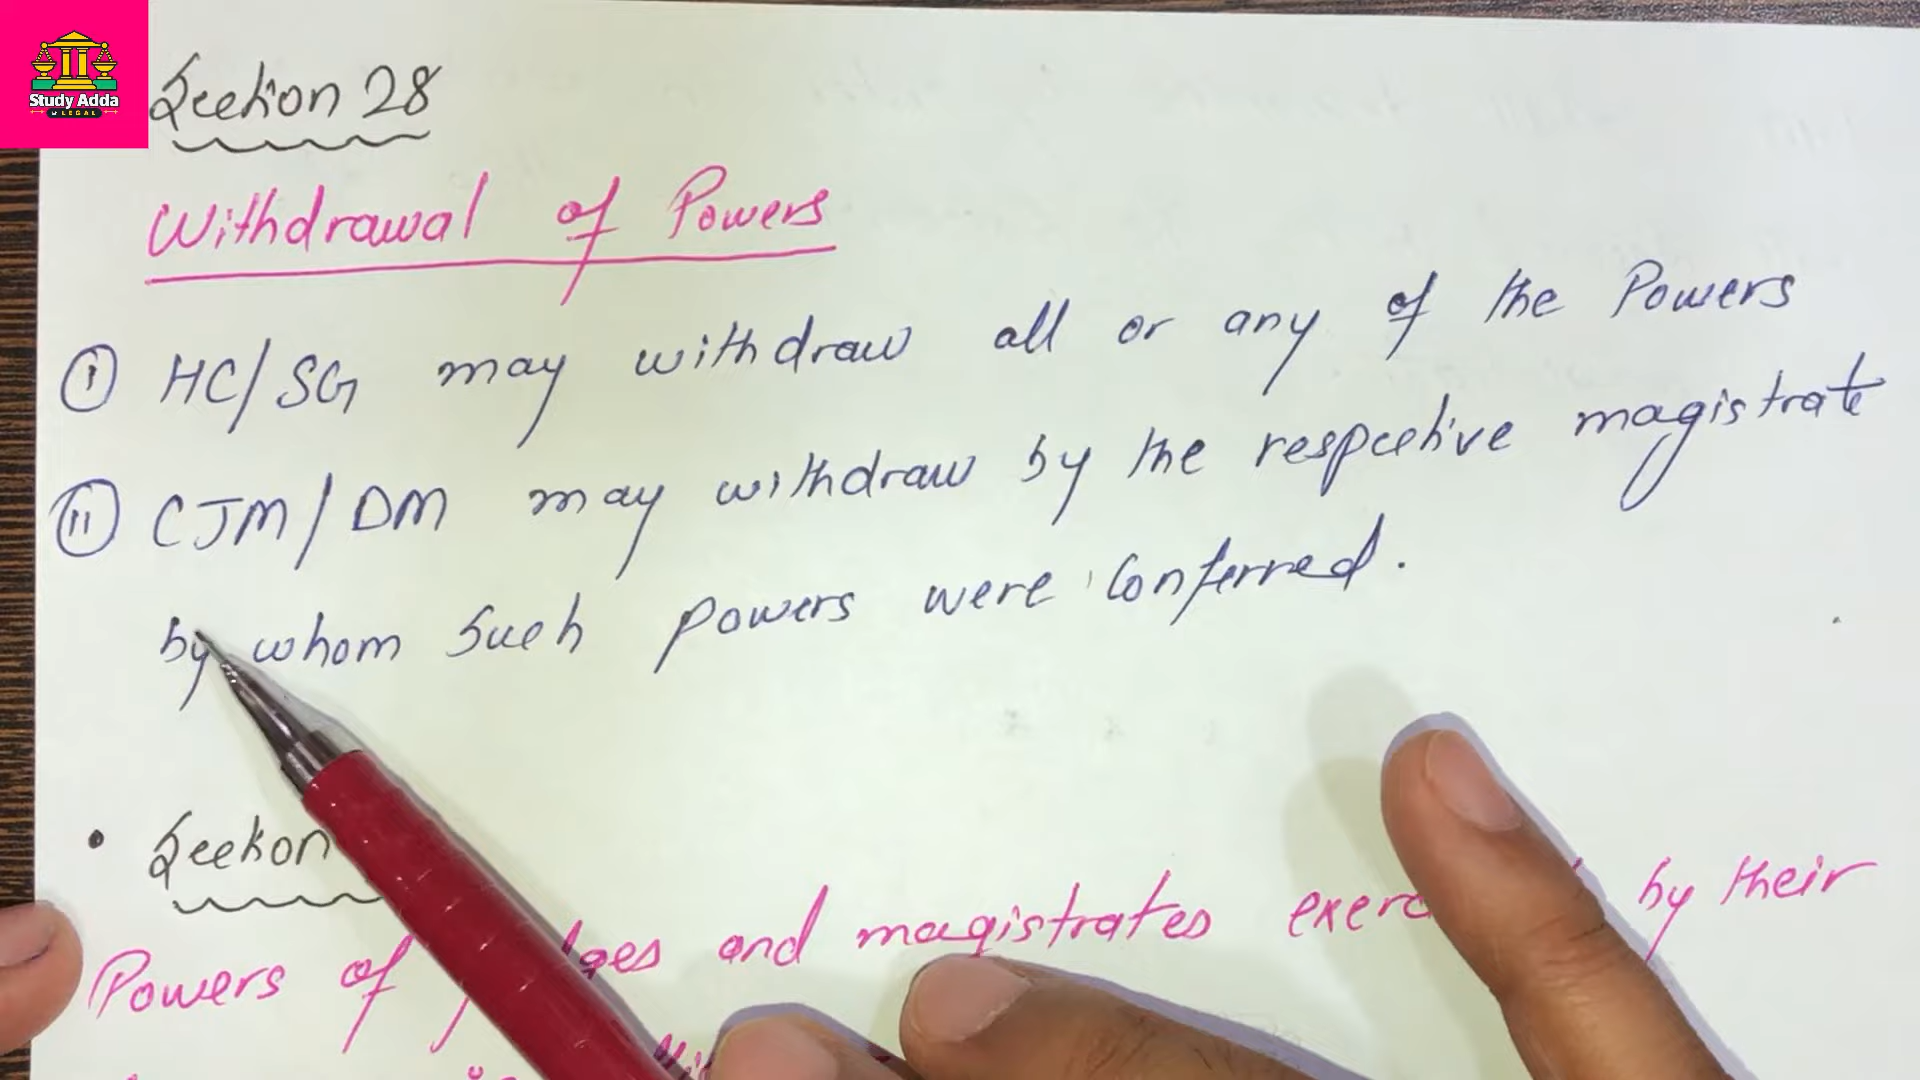 Study Adda
LEGAL
Section 28
Withdrawal of Powers
I HC/SG may withdraw all or any of the Powers
II CJM/DM may withdraw by the respective magistrate
by whom such powers were conferred.
• Section
Powers of and magistrates by their